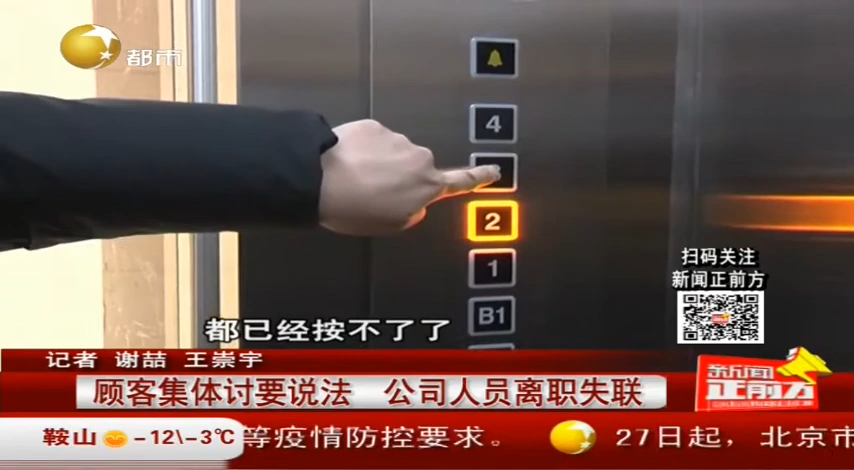 都市
4
2
1
B1
扫码关注
新闻正前方
都已经按不了了
记者 谢喆 王崇宇
顾客集体讨要说法 公司人员离职失联
新闻
正前方
鞍山 -12\-3℃ 等疫情防控要求。 27日起，北京市